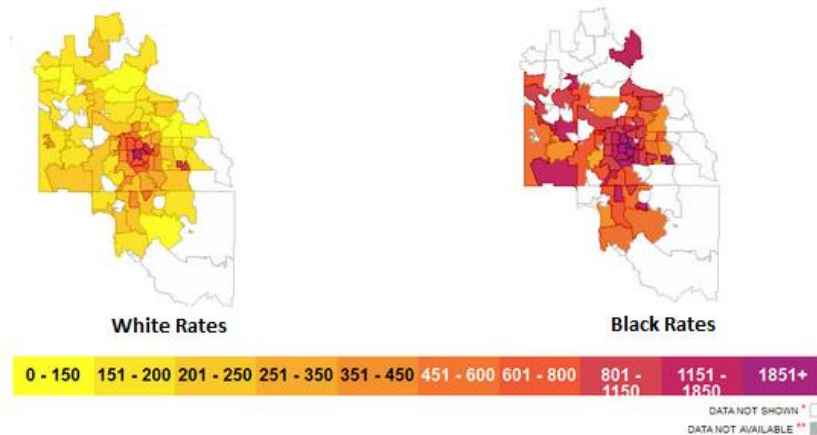 White Rates
Black Rates
0 - 150 151 - 200 201 - 250 251 - 350 351 - 450 451 - 600 601 - 800 801 - 1150 1151 - 1850 1851+
DATA NOT SHOWN *
DATA NOT AVAILABLE **